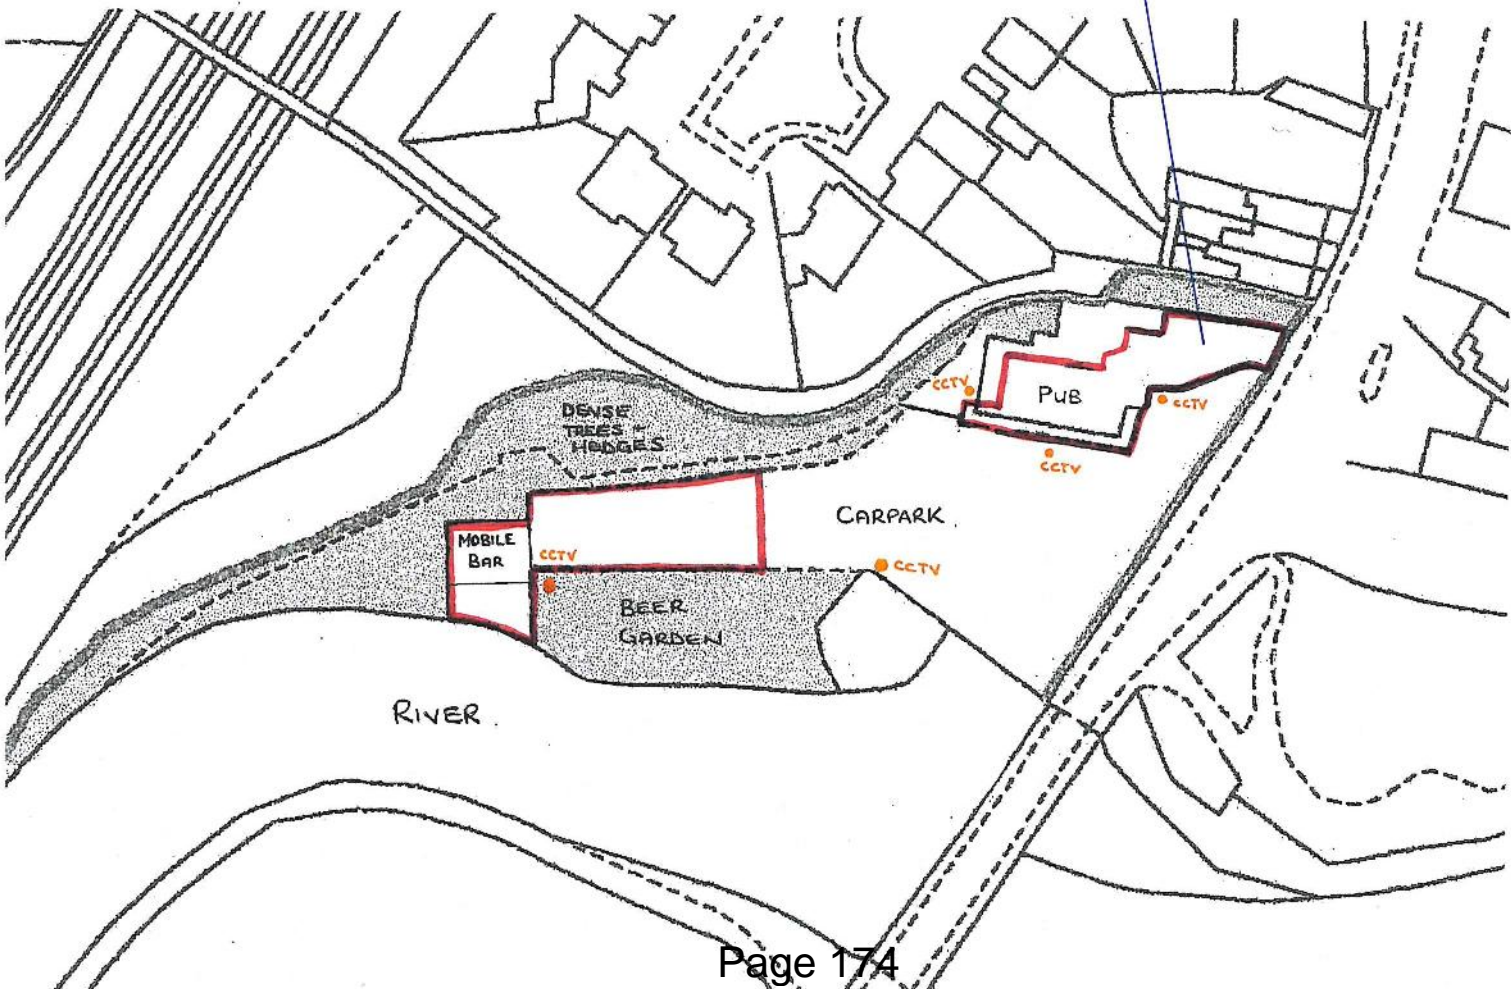 CCTV
PUB
CCTV
CCTV
DENSE
TREES -
HEDGES
CARPARK.
MOBILE
BAR
CCTV
CCTV
BEER
GARDEN
RIVER.
Page 174